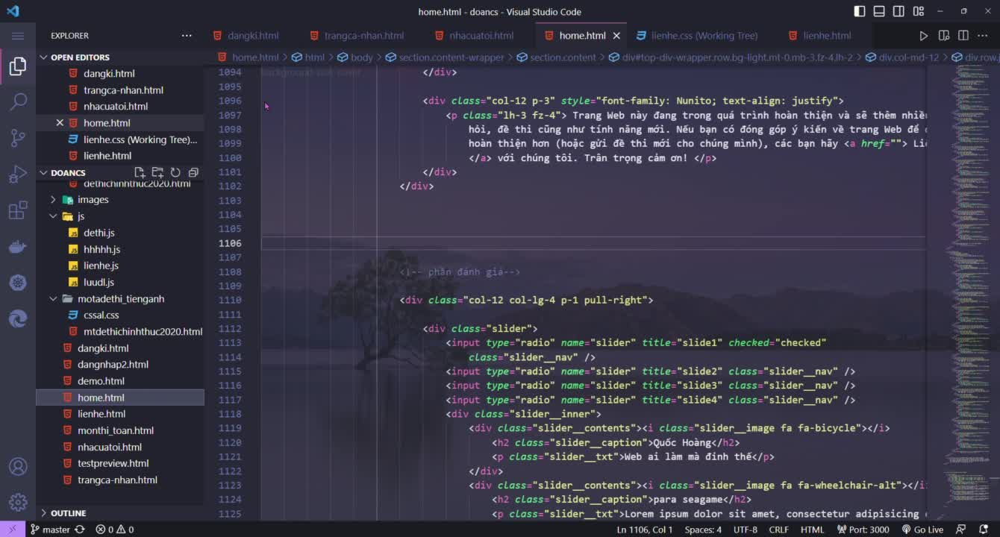 home.html - doancs - Visual Studio Code
EXPLORER
dangki.html
trangca-nhan.html
nhacuatoi.html
home.html
lienhe.css (Working Tree)
lienhe.html
OPEN EDITORS
dangki.html
trangca-nhan.html
nhacuatoi.html
home.html
lienhe.css (Working Tree)...
lienhe.html
DOANCS
dethichinhthuc2020.html
images
js
dethi.js
hhhhh.js
lienhe.js
luudl.js
motadethi_tienganh
cssal.css
mtdethichinhthuc2020.html
dangki.html
dangnhap2.html
demo.html
home.html
lienhe.html
monthi_toan.html
nhacuatoi.html
testpreview.html
trangca-nhan.html
OUTLINE
home.html > html > body > section.content-wrapper > section.content > div#top-div-wrapper.row.bg-light.mt-0.mb-3.fz-4.lh-2 > div.col-md-12 > div.row.j
1094 </div>
1095
1096 <div class="col-12 p-3" style="font-family: Nunito; text-align: justify">
1097 <p class="lh-3 fz-4"> Trang Web này đang trong quá trình hoàn thiện và sẽ thêm nhiều
1098 hỏi, đề thi cũng như tính năng mới. Nếu bạn có đóng góp ý kiến về trang Web để
1099 hoàn thiện hơn (hoặc gửi đề thi mới cho chúng mình), các bạn hãy <a href=""> Li
1100 </a> với chúng tôi. Trân trọng cảm ơn! </p>
1101 </div>
1102 </div>
1103
1104
1105
1106
1107
1108 <!-- phần đánh giá-->
1109
1110 <div class="col-12 col-lg-4 p-1 pull-right">
1111
1112 <div class="slider">
1113 <input type="radio" name="slider" title="slide1" checked="checked"
1114 class="slider__nav" />
1115 <input type="radio" name="slider" title="slide2" class="slider__nav" />
1116 <input type="radio" name="slider" title="slide3" class="slider__nav" />
1117 <input type="radio" name="slider" title="slide4" class="slider__nav" />
1118 <div class="slider__inner">
1119 <div class="slider__contents"><i class="slider__image fa fa-bicycle"></i>
1120 <h2 class="slider__caption">Quốc Hoàng</h2>
1121 <p class="slider__txt">Web ai làm mà đỉnh thế</p>
1122 </div>
1123 <div class="slider__contents"><i class="slider__image fa fa-wheelchair-alt"></i
1124 <h2 class="slider__caption">para seagame</h2>
1125 <p class="slider__txt">Lorem ipsum dolor sit amet, consectetur adipisicing
master
0 0
Ln 1106, Col 1
Spaces: 4
UTF-8
CRLF
HTML
Port: 3000
Go Live